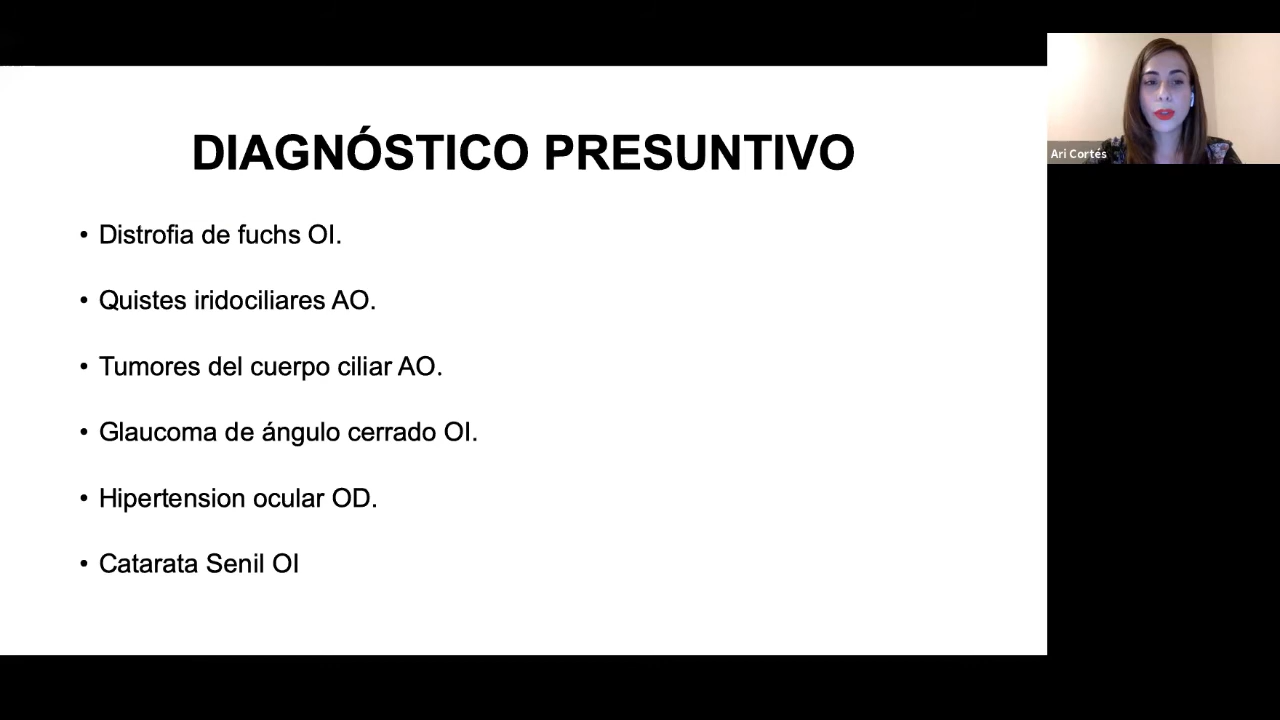 DIAGNÓSTICO PRESUNTIVO
• Distrofia de fuchs OI.
• Quistes iridociliares AO.
• Tumores del cuerpo ciliar AO.
• Glaucoma de ángulo cerrado OI.
• Hipertension ocular OD.
• Catarata Senil OI
Ari Cortés